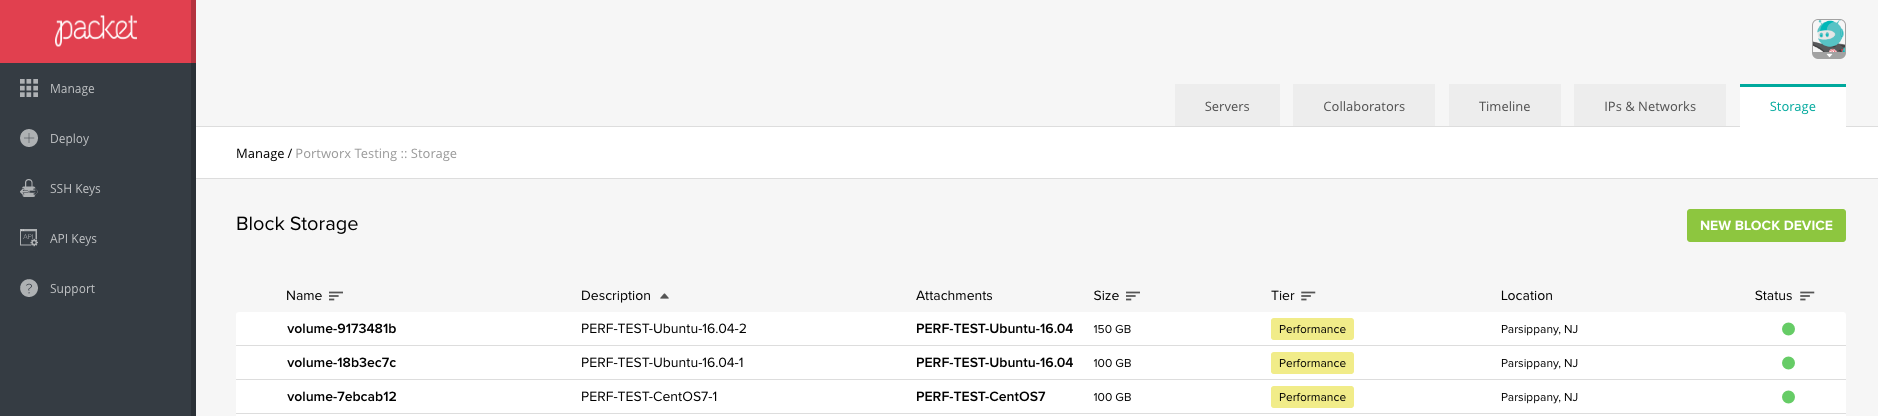 packet
Manage
Deploy
SSH Keys
API Keys
Support
Servers Collaborators Timeline IPs & Networks Storage
Manage / Portworx Testing :: Storage
Block Storage
NEW BLOCK DEVICE
Name Description Attachments Size Tier Location Status
volume-9173481b PERF-TEST-Ubuntu-16.04-2 PERF-TEST-Ubuntu-16.04 150 GB Performance Parsippany, NJ
volume-18b3ec7c PERF-TEST-Ubuntu-16.04-1 PERF-TEST-Ubuntu-16.04 100 GB Performance Parsippany, NJ
volume-7ebcab12 PERF-TEST-CentOS7-1 PERF-TEST-CentOS7 100 GB Performance Parsippany, NJ